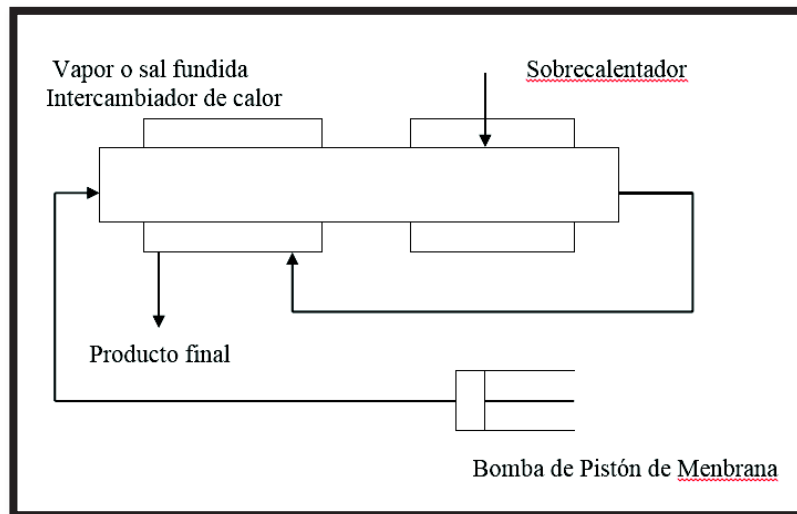 Vapor o sal fundida
Intercambiador de calor
Sobrecalentador
Producto final
Bomba de Pistón de Menbrana